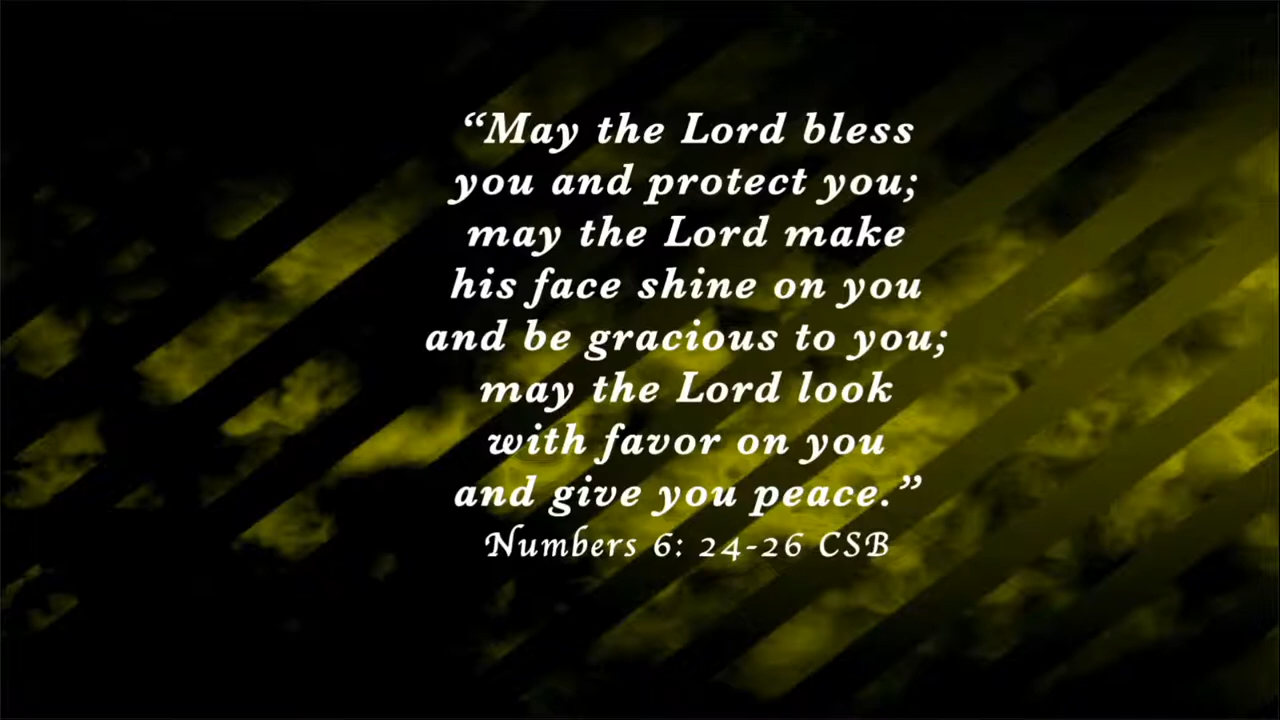 “May the Lord bless
you and protect you;
may the Lord make
his face shine on you
and be gracious to you;
may the Lord look
with favor on you
and give you peace.”
Numbers 6: 24-26 CSB